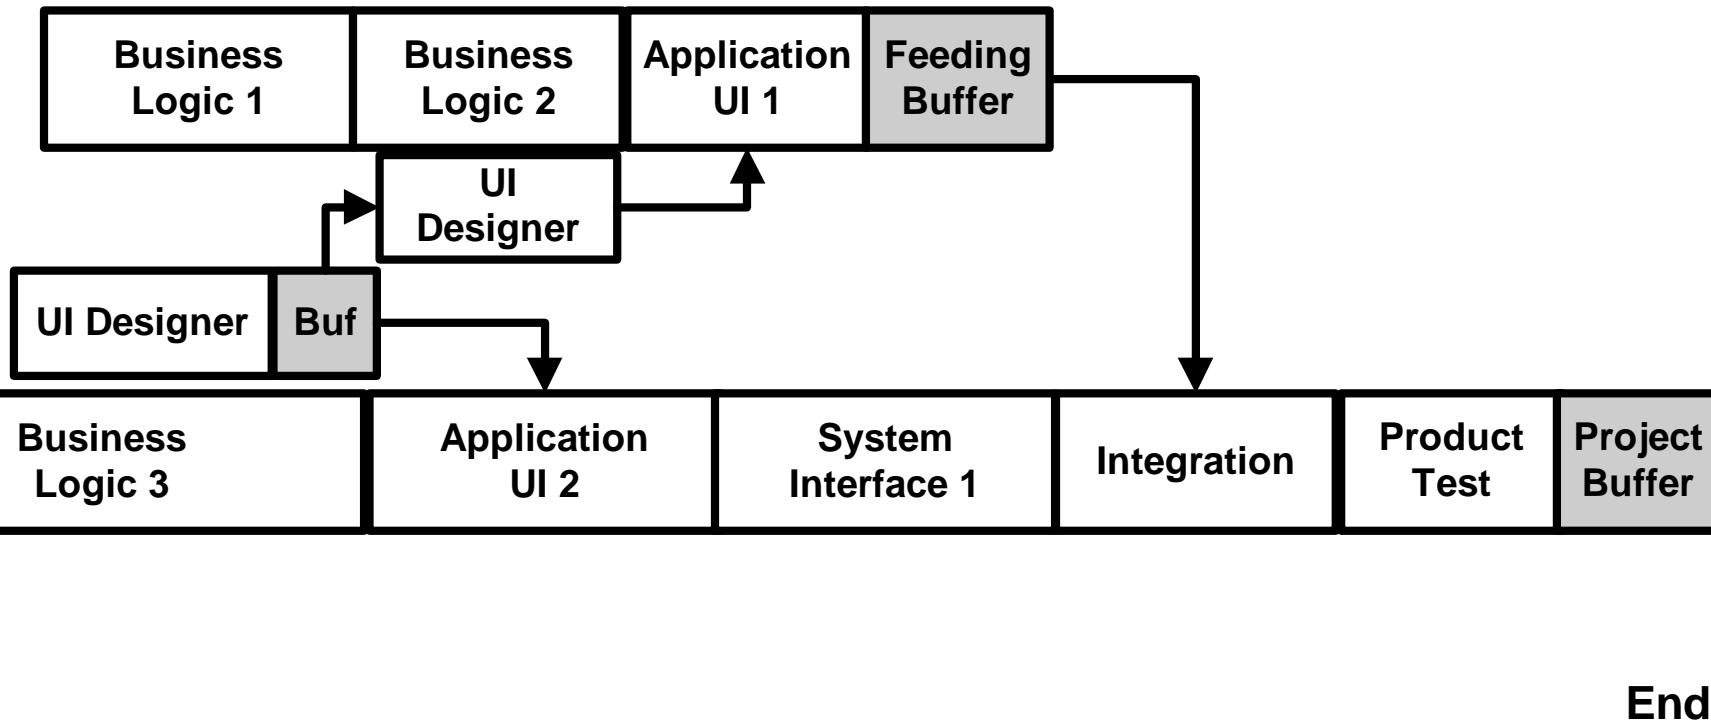 Business
Logic 1
Business
Logic 2
Application
UI 1
Feeding
Buffer
UI
Designer
UI Designer
Buf
Business
Logic 3
Application
UI 2
System
Interface 1
Integration
Product
Test
Project
Buffer
End